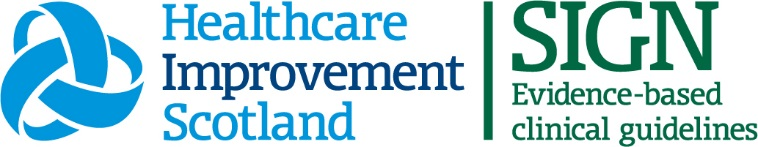 Healthcare
Improvement
Scotland
SIGN
Evidence-based
clinical guidelines